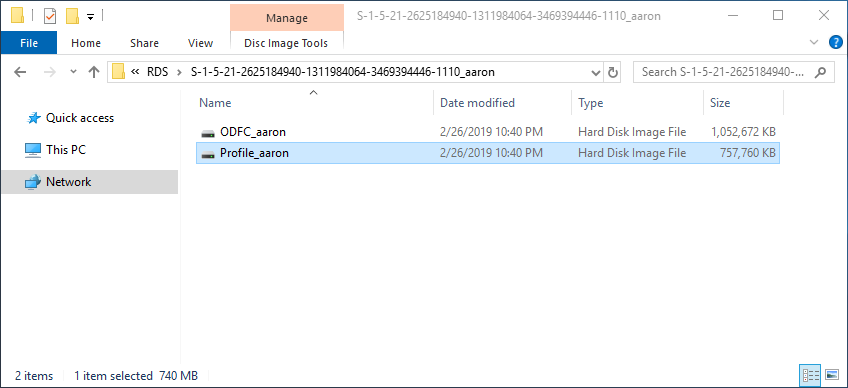 Manage S-1-5-21-2625184940-1311984064-3469394446-1110_aaron
File Home Share View Disc Image Tools
« RDS > S-1-5-21-2625184940-1311984064-3469394446-1110_aaron Search S-1-5-21-2625184940-...
Name Date modified Type Size
Quick access
This PC
Network
ODFC_aaron 2/26/2019 10:40 PM Hard Disk Image File 1,052,672 KB
Profile_aaron 2/26/2019 10:40 PM Hard Disk Image File 757,760 KB
2 items 1 item selected 740 MB